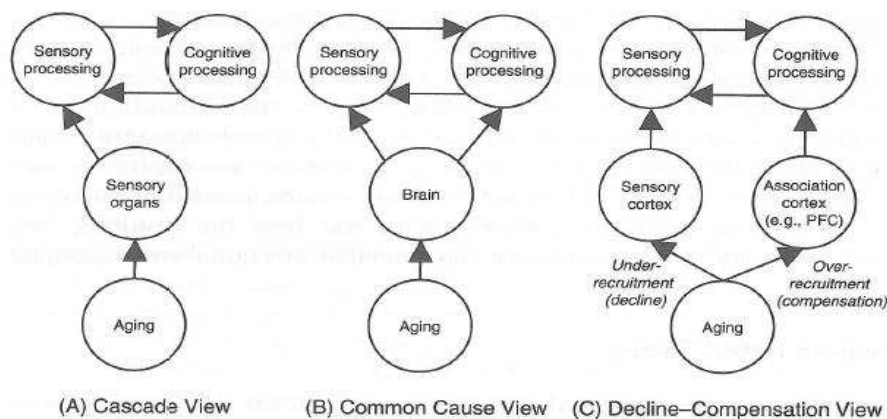 Sensory
processing
Cognitive
processing
Sensory
organs
Aging
(A) Cascade View
Sensory
processing
Cognitive
processing
Brain
Aging
(B) Common Cause View
Sensory
processing
Cognitive
processing
Sensory
cortex
Association
cortex
(e.g., PFC)
Under-
recruitment
(decline)
Over-
recruitment
(compensation)
Aging
(C) Decline–Compensation View